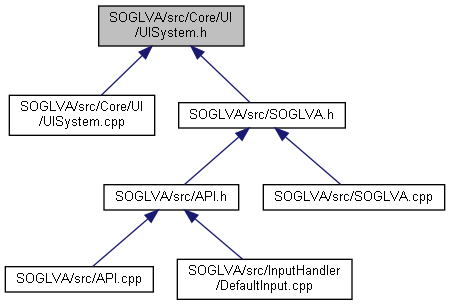 SOGLVA/src/Core/UI
/UISystem.h
SOGLVA/src/Core/UI
/UISystem.cpp
SOGLVA/src/SOGLVA.h
SOGLVA/src/API.h
SOGLVA/src/SOGLVA.cpp
SOGLVA/src/API.cpp
SOGLVA/src/InputHandler
/DefaultInput.cpp